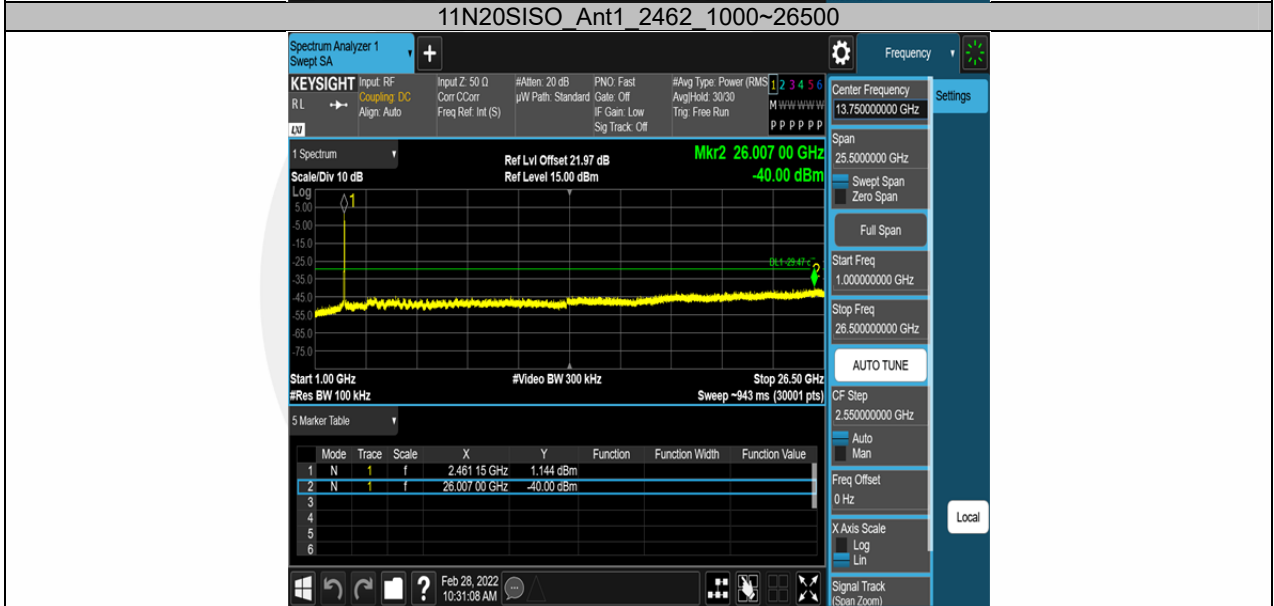 11N20SISO_Ant1_2462_1000~26500
Spectrum Analyzer 1
Swept SA
+
Frequency
KEYSIGHT
Input: RF
Input Z: 50 Ω
#Atten: 20 dB
PNO: Fast
#Avg Type: Power (RMS
1 2 3 4 5 6
RL
Coupling: DC
Corr CCorr
µW Path: Standard
Gate: Off
Avg|Hold: 30/30
M W W W W W
Align: Auto
Freq Ref: Int (S)
IF Gain: Low
Trig: Free Run
Sig Track: Off
P P P P P P
LXI
1 Spectrum
Ref Lvl Offset 21.97 dB
Mkr2 26.007 00 GHz
Scale/Div 10 dB
Ref Level 15.00 dBm
-40.00 dBm
Log
1
5.00
-5.00
-15.0
-25.0
DL1 -29.47
2
-35.0
-45.0
-55.0
-65.0
-75.0
Start 1.00 GHz
#Video BW 300 kHz
Stop 26.50 GHz
#Res BW 100 kHz
Sweep ~943 ms (30001 pts)
5 Marker Table
Mode Trace Scale X Y Function Function Width Function Value
1 N 1 f 2.461 15 GHz 1.144 dBm
2 N 1 f 26.007 00 GHz -40.00 dBm
3
4
5
6
?
Feb 28, 2022
10:31:08 AM
Center Frequency
13.750000000 GHz
Settings
Span
25.5000000 GHz
Swept Span
Zero Span
Full Span
Start Freq
1.000000000 GHz
Stop Freq
26.500000000 GHz
AUTO TUNE
CF Step
2.550000000 GHz
Auto
Man
Freq Offset
0 Hz
Local
X Axis Scale
Log
Lin
Signal Track
(Span Zoom)